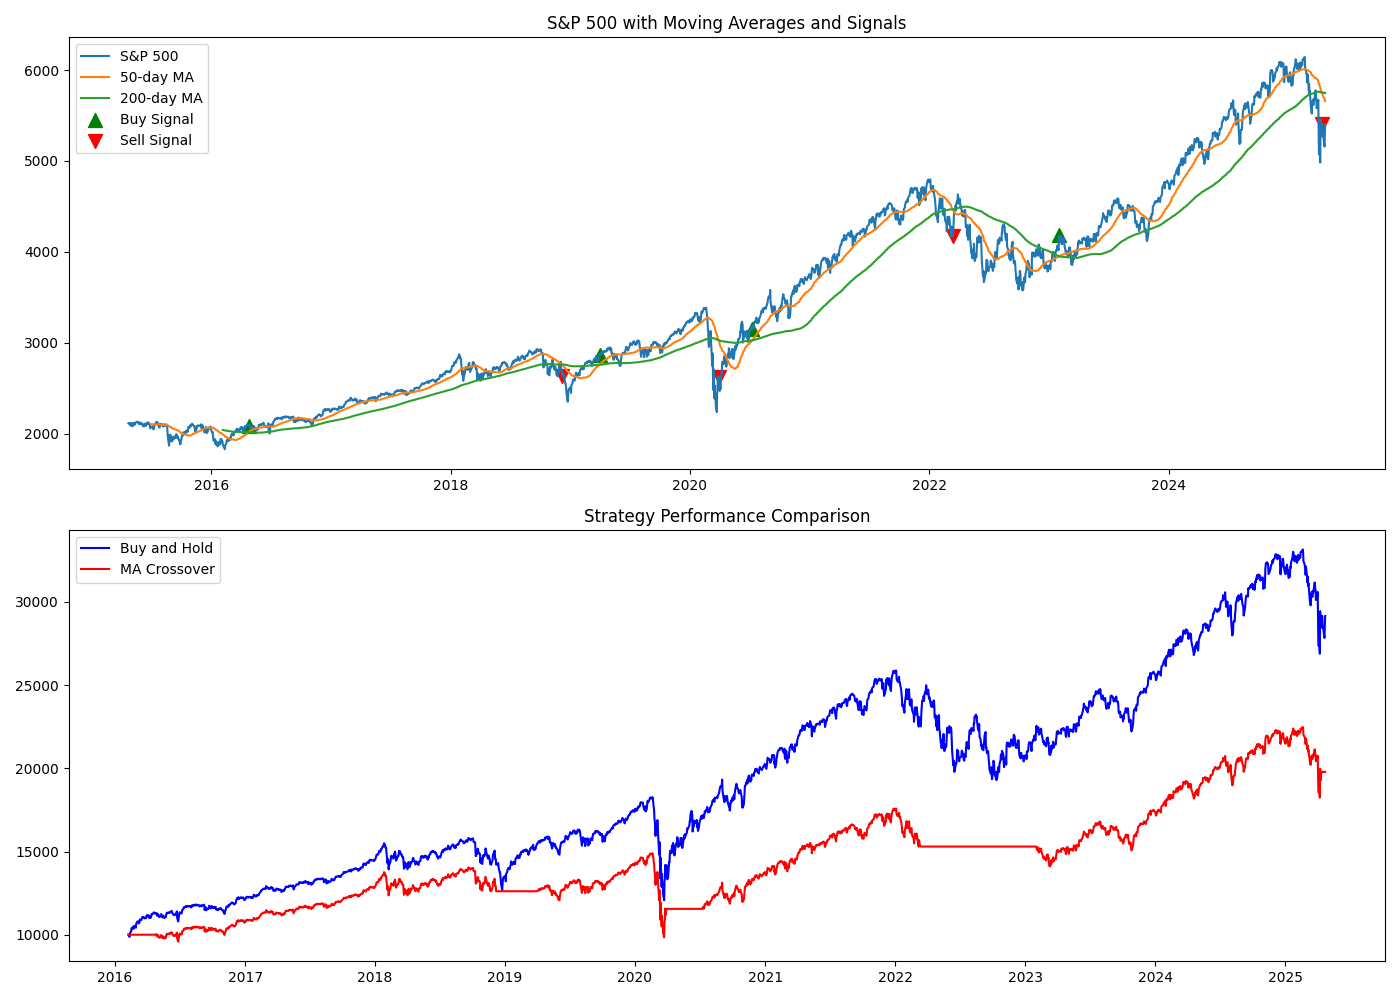 S&P 500 with Moving Averages and Signals
S&P 500
50-day MA
200-day MA
Buy Signal
Sell Signal
6000
5000
4000
3000
2000
2016 2018 2020 2022 2024
Strategy Performance Comparison
Buy and Hold
MA Crossover
30000
25000
20000
15000
10000
2016 2017 2018 2019 2020 2021 2022 2023 2024 2025